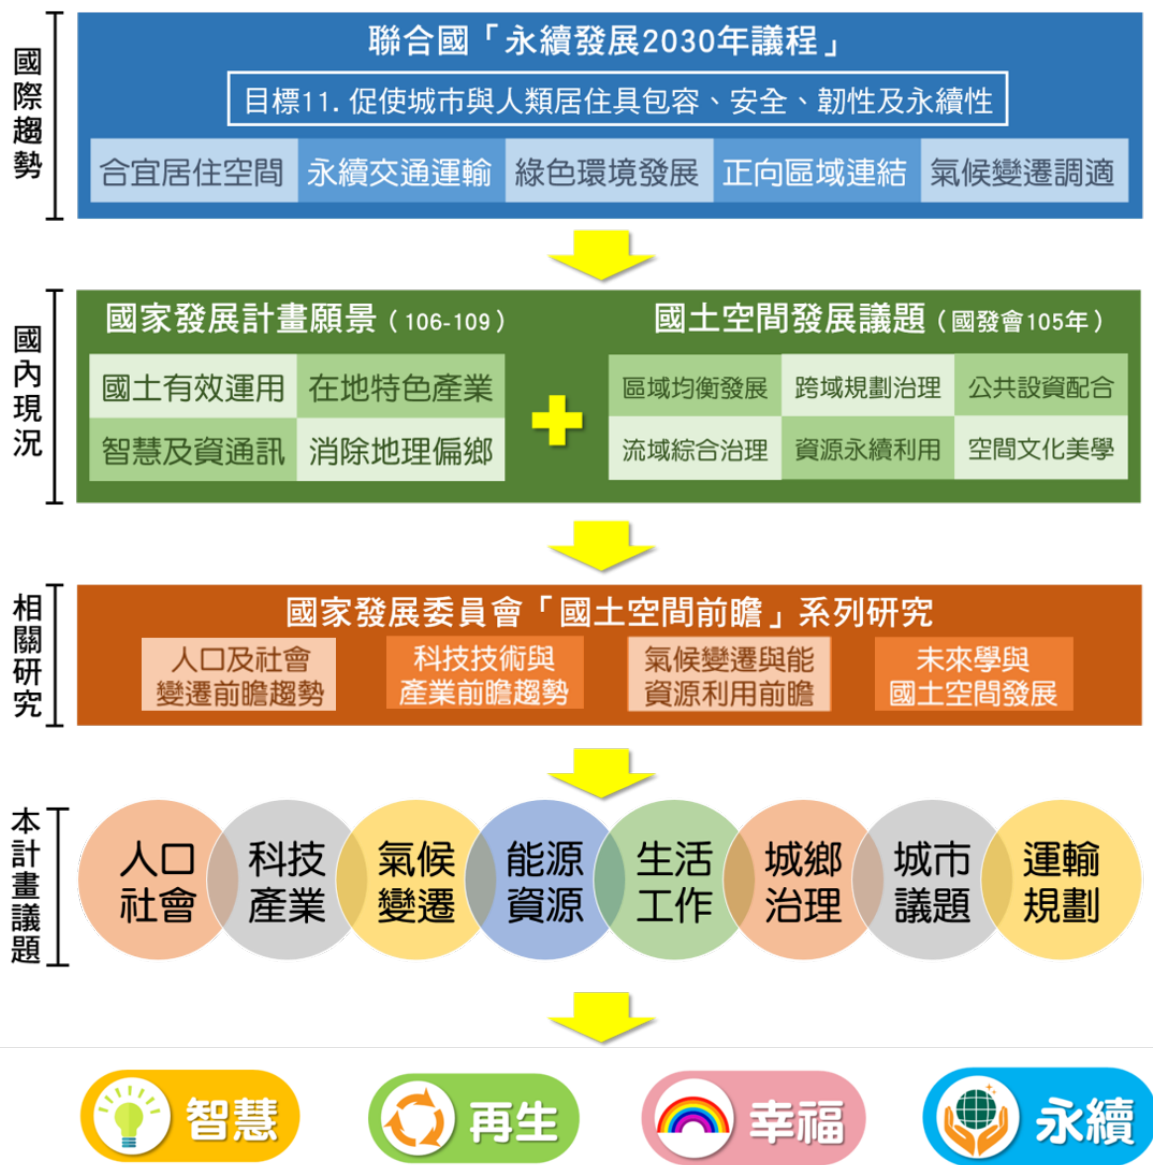 國際趨勢
聯合國「永續發展2030年議程」
目標11. 促使城市與人類居住具包容、安全、韌性及永續性
合宜居住空間
永續交通運輸
綠色環境發展
正向區域連結
氣候變遷調適
國內現況
國家發展計畫願景（106-109）
國土有效運用
在地特色產業
智慧及資通訊
消除地理偏鄉
國土空間發展議題（國發會105年）
區域均衡發展
跨域規劃治理
公共設資配合
流域綜合治理
資源永續利用
空間文化美學
相關研究
國家發展委員會「國土空間前瞻」系列研究
人口及社會
變遷前瞻趨勢
科技技術與
產業前瞻趨勢
氣候變遷與能
資源利用前瞻
未來學與
國土空間發展
本計畫議題
人口
社會
科技
產業
氣候
變遷
能源
資源
生活
工作
城鄉
治理
城市
議題
運輸
規劃
智慧
再生
幸福
永續